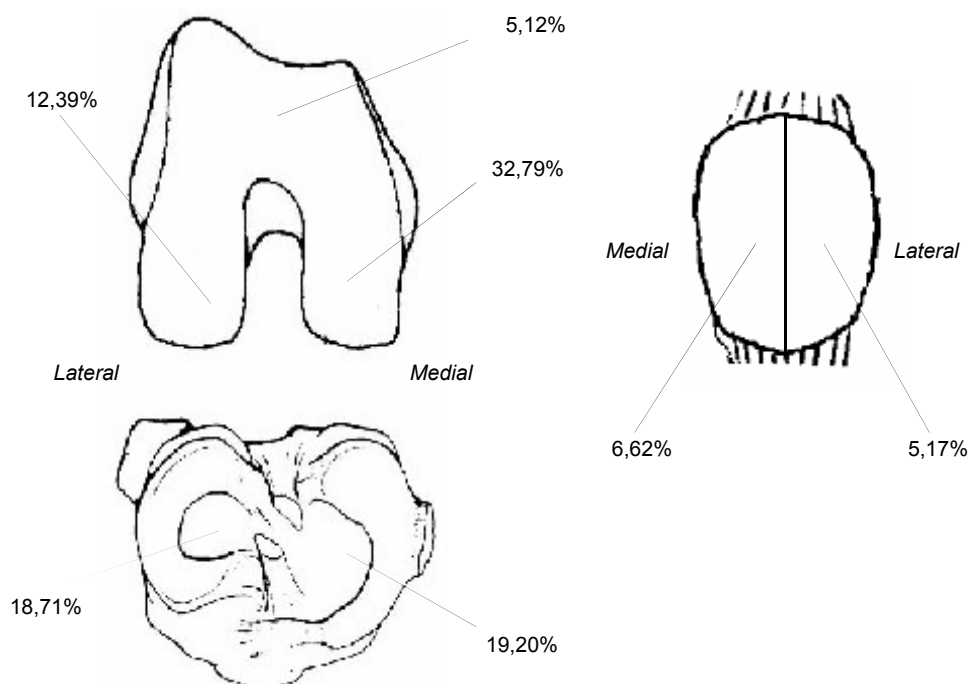 5,12%
12,39%
32,79%
Medial
Lateral
Lateral
Medial
6,62%
5,17%
18,71%
19,20%